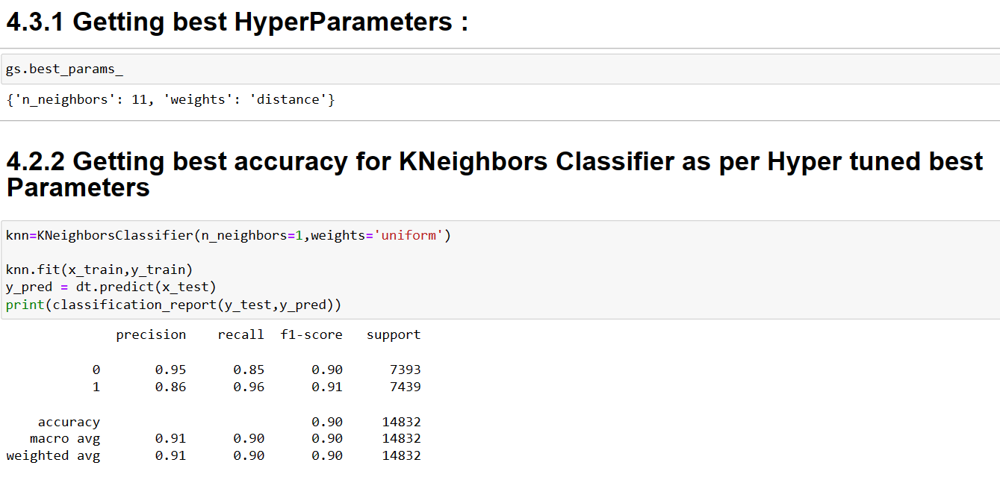 4.3.1 Getting best HyperParameters :
gs.best_params_
{'n_neighbors': 11, 'weights': 'distance'}
4.2.2 Getting best accuracy for KNeighbors Classifier as per Hyper tuned best
Parameters
knn=KNeighborsClassifier(n_neighbors=1,weights='uniform')
knn.fit(x_train,y_train)
y_pred = dt.predict(x_test)
print(classification_report(y_test,y_pred))
precision recall f1-score support
0 0.95 0.85 0.90 7393
1 0.86 0.96 0.91 7439
accuracy 0.90 14832
macro avg 0.91 0.90 0.90 14832
weighted avg 0.91 0.90 0.90 14832